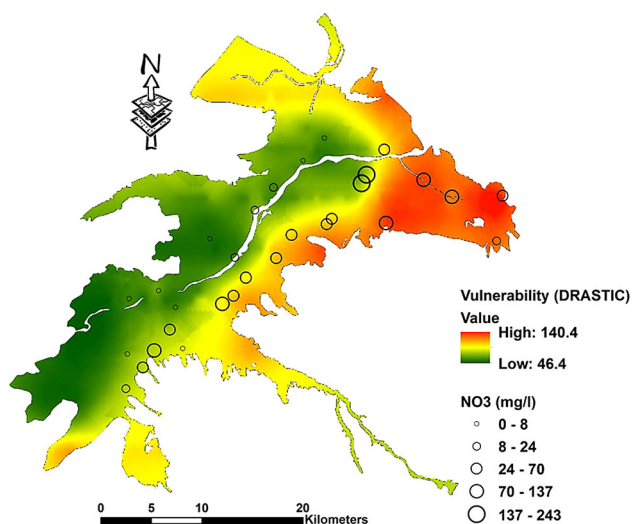 N
Vulnerability (DRASTIC)
Value
High: 140.4
Low: 46.4
NO3 (mg/l)
0 - 8
8 - 24
24 - 70
70 - 137
137 - 243
0 5 10 20
Kilometers